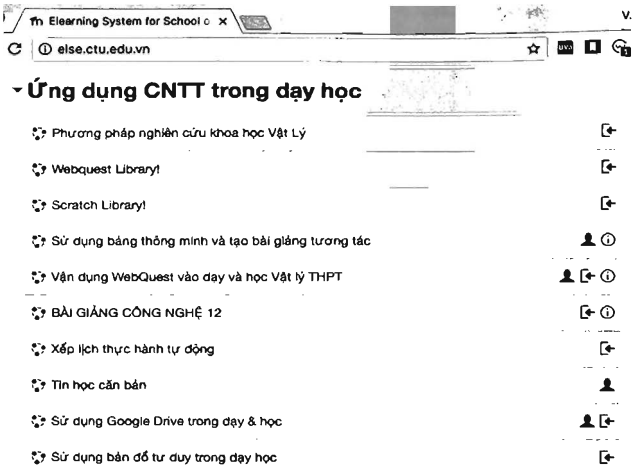 Elearning System for School o
V.
else.ctu.edu.vn
Ứng dụng CNTT trong dạy học
Phương pháp nghiên cứu khoa học Vật Lý
Webquest Library!
Scratch Library!
Sử dụng bảng thông minh và tạo bài giảng tương tác
Vận dụng WebQuest vào dạy và học Vật lý THPT
BÀI GIẢNG CÔNG NGHỆ 12
Xếp lịch thực hành tự động
Tin học căn bản
Sử dụng Google Drive trong dạy & học
Sử dụng bản đồ tư duy trong dạy học